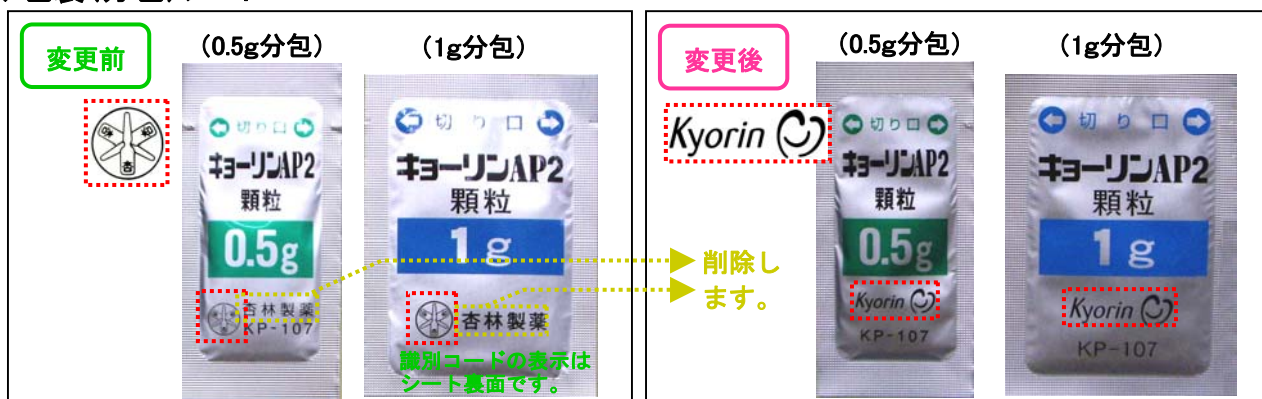 変更前
(0.5g分包)
(1g分包)
切り口
キョーリンAP2
顆粒
0.5g
杏林製薬
KP-107
切り口
キョーリンAP2
顆粒
1g
杏林製薬
識別コードの表示は
シート裏面です。
変更後
(0.5g分包)
(1g分包)
Kyorin
切り口
キョーリンAP2
顆粒
0.5g
Kyorin
KP-107
切り口
キョーリンAP2
顆粒
1g
Kyorin
KP-107
削除し
ます。